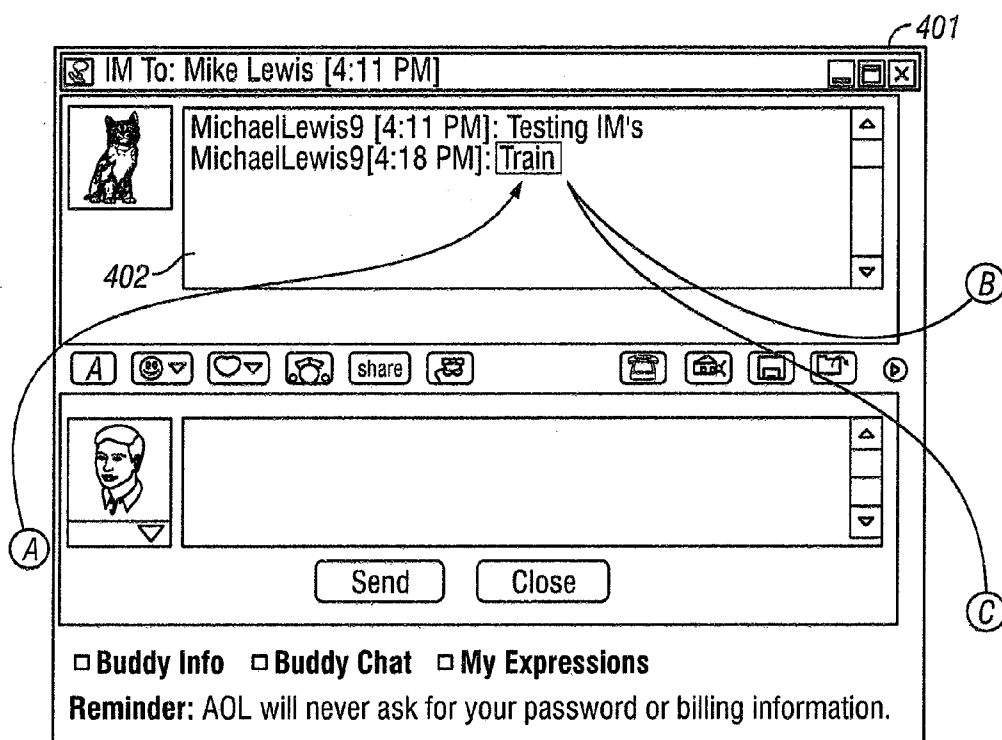 401
IM To: Mike Lewis [4:11 PM]
MichaelLewis9 [4:11 PM]: Testing IM's
MichaelLewis9[4:18 PM]: Train
402
B
A share
A
Send Close
C
Buddy Info Buddy Chat My Expressions
Reminder: AOL will never ask for your password or billing information.